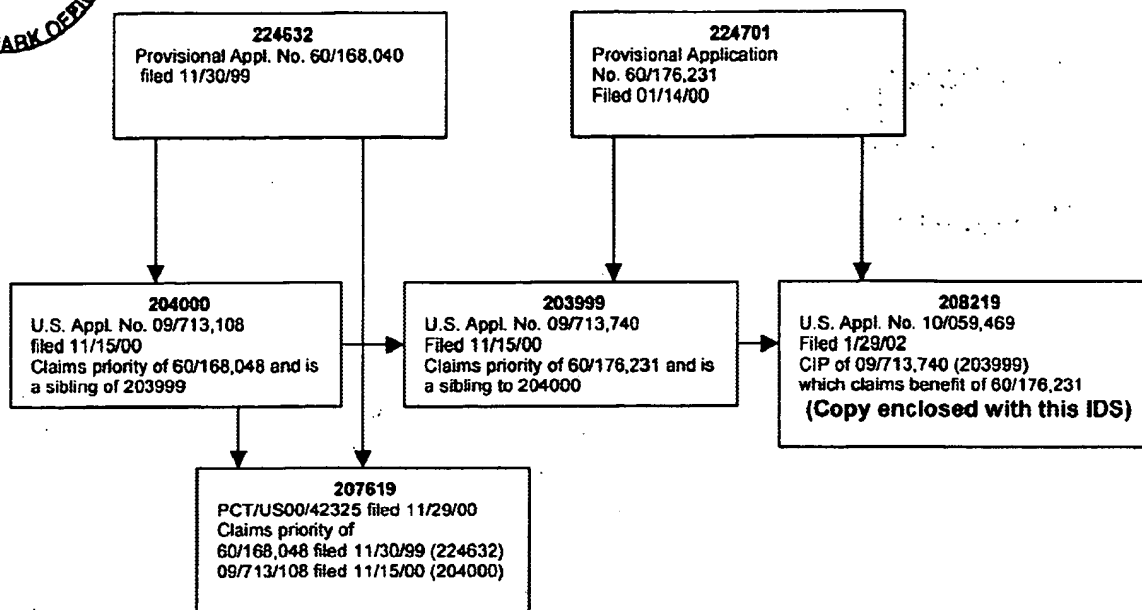 ARK OFFIC
224632
Provisional Appl. No. 60/168,040
filed 11/30/99
224701
Provisional Application
No. 60/176,231
Filed 01/14/00
204000
U.S. Appl. No. 09/713,108
filed 11/15/00
Claims priority of 60/168,048 and is
a sibling of 203999
203999
U.S. Appl. No. 09/713,740
Filed 11/15/00
Claims priority of 60/176,231 and is
a sibling to 204000
208219
U.S. Appl. No. 10/059,469
Filed 1/29/02
CIP of 09/713,740 (203999)
which claims benefit of 60/176,231
(Copy enclosed with this IDS)
207619
PCT/US00/42325 filed 11/29/00
Claims priority of
60/168,048 filed 11/30/99 (224632)
09/713/108 filed 11/15/00 (204000)